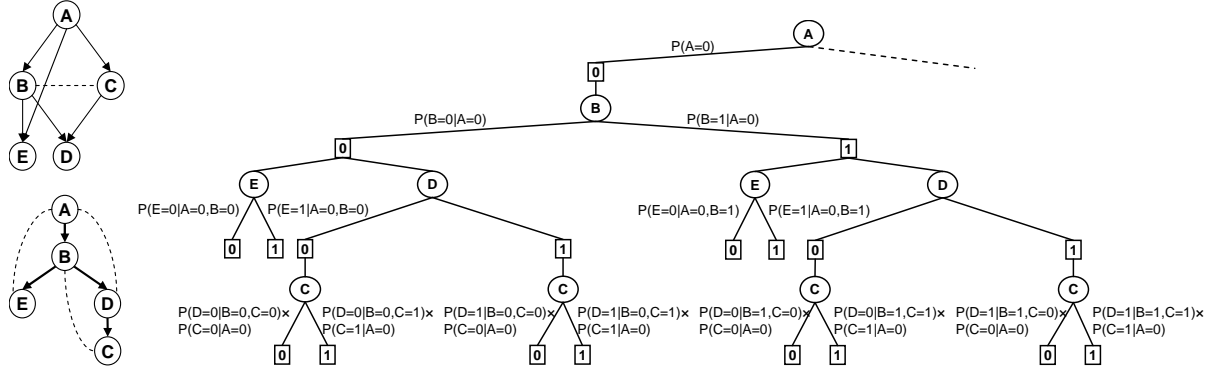 A
B
C
E
D
A
B
E
D
C
A
P(A=0)
0
B
P(B=0|A=0)
P(B=1|A=0)
0
1
E
D
E
D
P(E=0|A=0,B=0)
P(E=1|A=0,B=0)
P(E=0|A=0,B=1)
P(E=1|A=0,B=1)
0
1
0
1
0
1
0
1
C
C
C
C
P(D=0|B=0,C=0)×
P(C=0|A=0)
P(D=0|B=0,C=1)×
P(C=1|A=0)
P(D=1|B=0,C=0)×
P(C=0|A=0)
P(D=1|B=0,C=1)×
P(C=1|A=0)
P(D=0|B=1,C=0)×
P(C=0|A=0)
P(D=0|B=1,C=1)×
P(C=1|A=0)
P(D=1|B=1,C=0)×
P(C=0|A=0)
P(D=1|B=1,C=1)×
P(C=1|A=0)
0
1
0
1
0
1
0
1